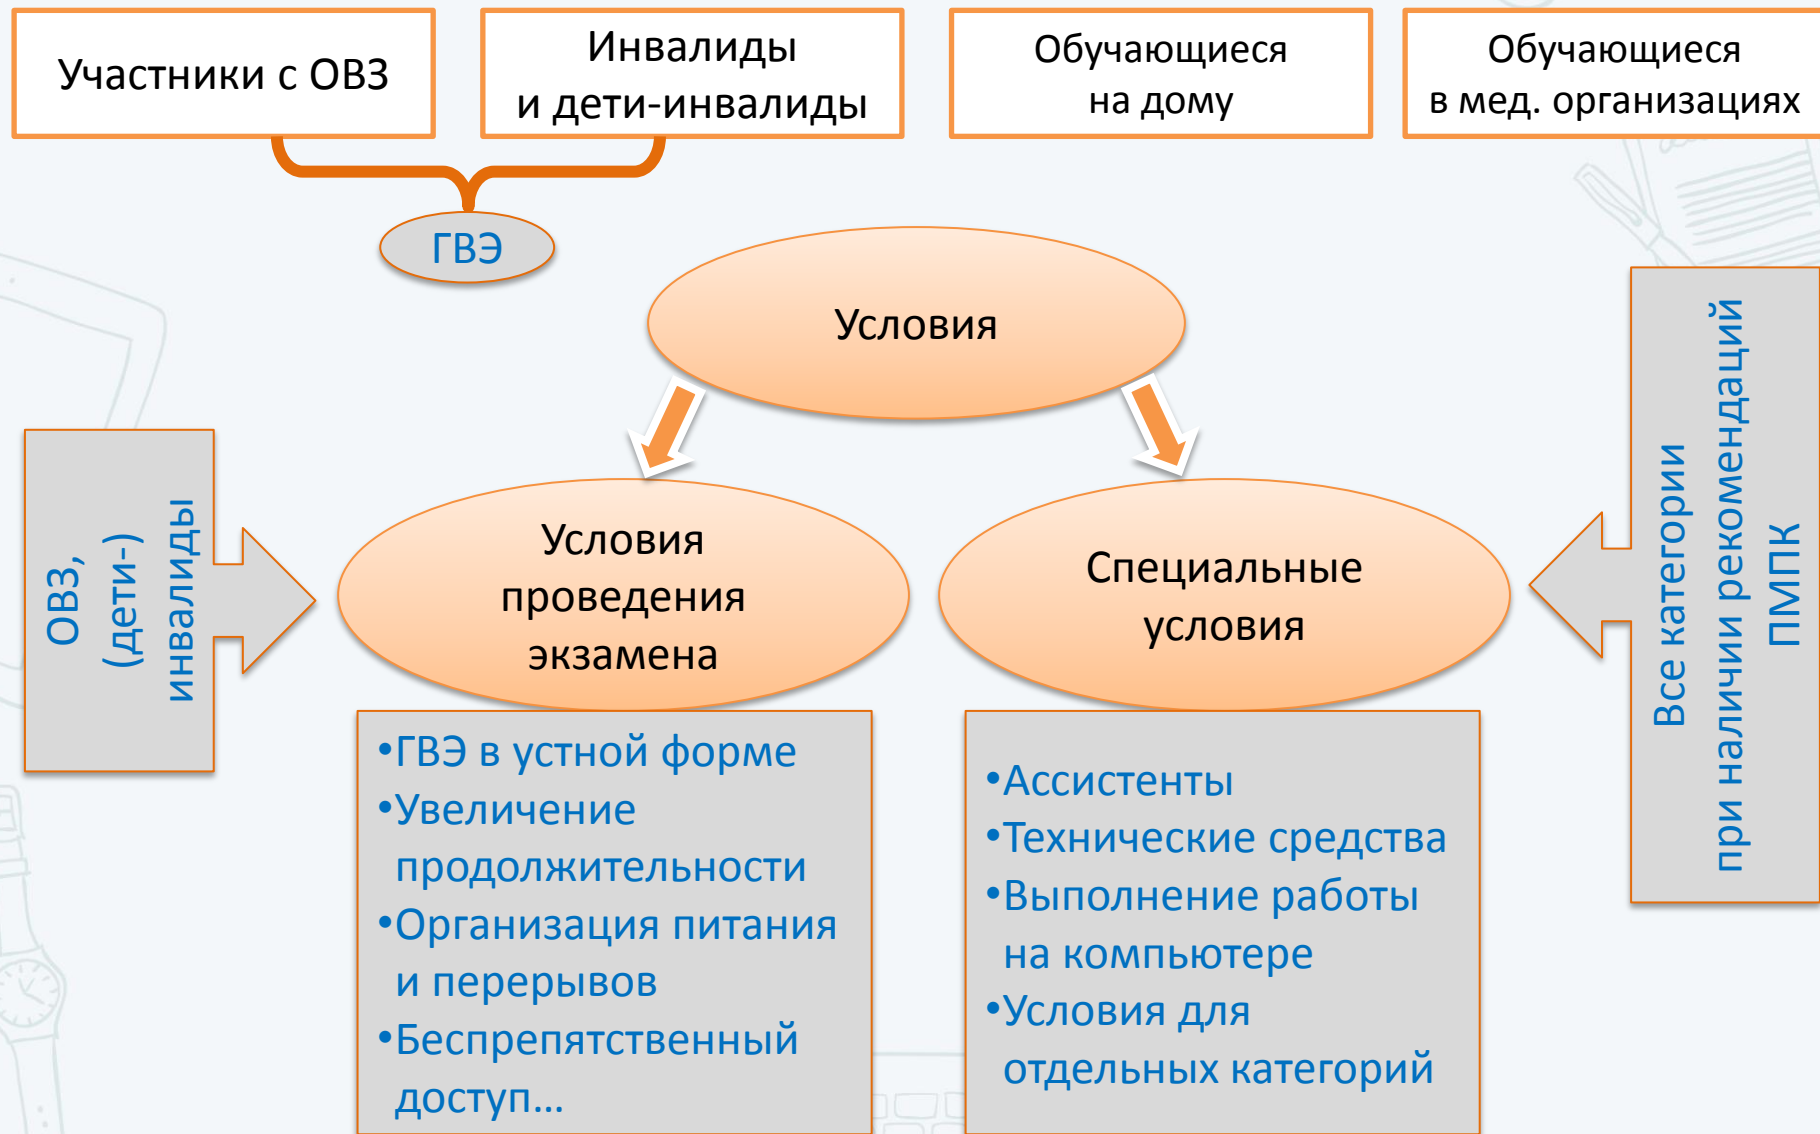 Участники с ОВЗ
Инвалиды
и дети-инвалиды
Обучающиеся
на дому
Обучающиеся
в мед. организациях
ГВЭ
Условия
ОВЗ,
(дети-)
инвалиды
Условия
проведения
экзамена
Специальные
условия
Все категории
при наличии рекомендаций
ПМПК
•ГВЭ в устной форме
•Увеличение
продолжительности
•Организация питания
и перерывов
•Беспрепятственный
доступ...
•Ассистенты
•Технические средства
•Выполнение работы
на компьютере
•Условия для
отдельных категорий